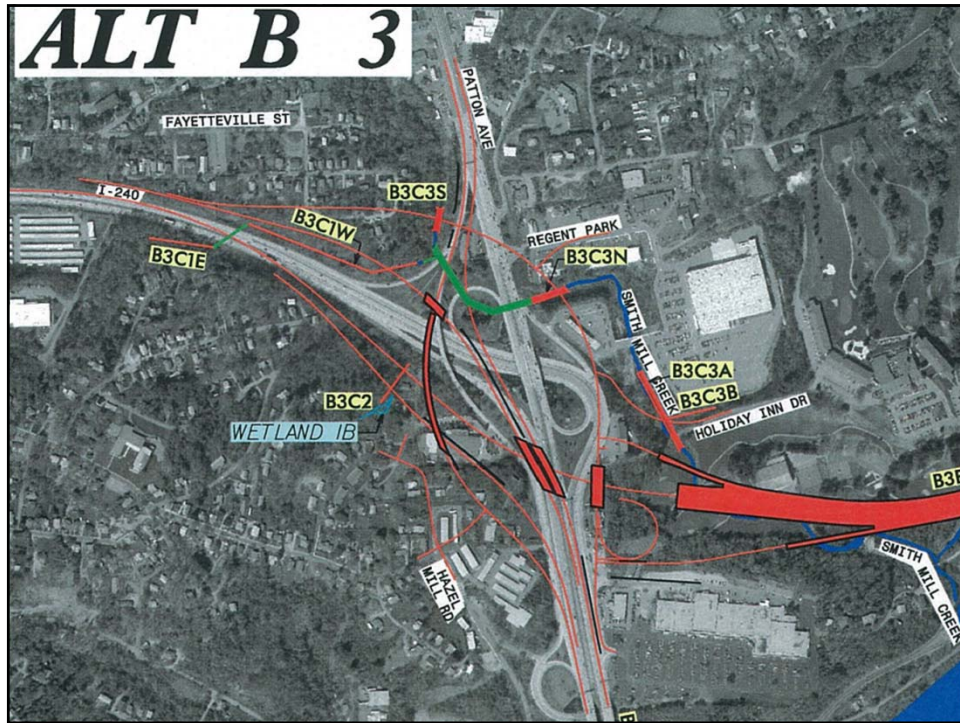 ALT B 3
PATTON AVE
FAYETTEVILLE ST
I-240
B3C3S
B3C1W
B3C1E
REGENT PARK
B3C3N
SMITH MILL CREEK
B3C3A
B3C3B
B3C2
HOLIDAY INN DR
WETLAND 1B
HAZEL
MILL RD
SMITH
MILL CREEK